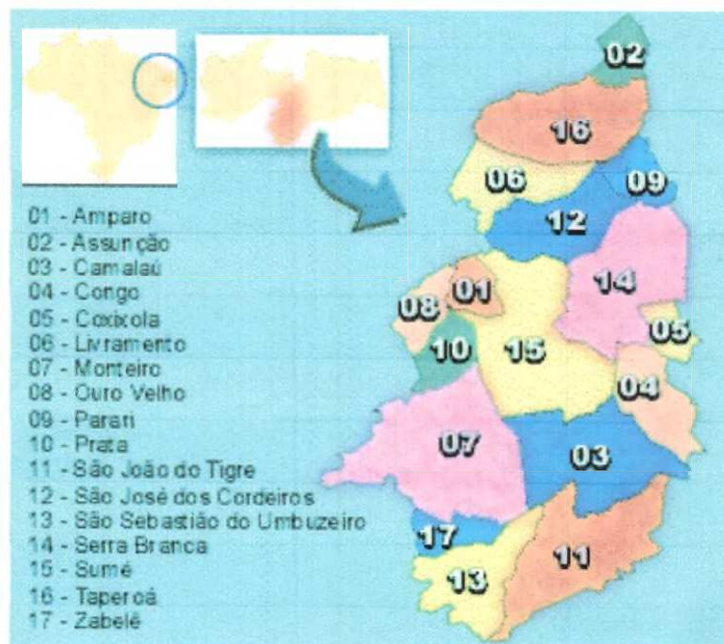 01 - Amparo
02 - Assunção
03 - Camalaú
04 - Congo
05 - Coxixola
06 - Livramento
07 - Monteiro
08 - Ouro Velho
09 - Parari
10 - Prata
11 - São João do Tigre
12 - São José dos Cordeiros
13 - São Sebastião do Umbuzeiro
14 - Serra Branca
15 - Sumé
16 - Taperoá
17 - Zabelê
02
16
06
09
12
14
01
08
05
10
15
04
07
03
17
11
13